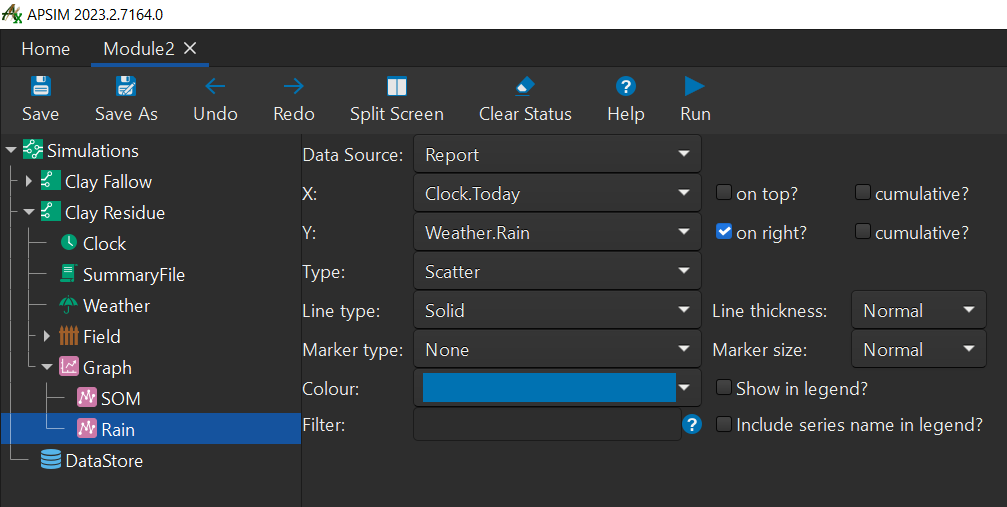 APSIM 2023.2.7164.0
Home Module2
Save Save As Undo Redo Split Screen Clear Status Help Run
Simulations
Clay Fallow
Clay Residue
Clock
SummaryFile
Weather
Field
Graph
SOM
Rain
DataStore
Data Source: Report
X: Clock.Today on top? cumulative?
Y: Weather.Rain on right? cumulative?
Type: Scatter
Line type: Solid Line thickness: Normal
Marker type: None Marker size: Normal
Colour: Show in legend?
Filter: ? Include series name in legend?